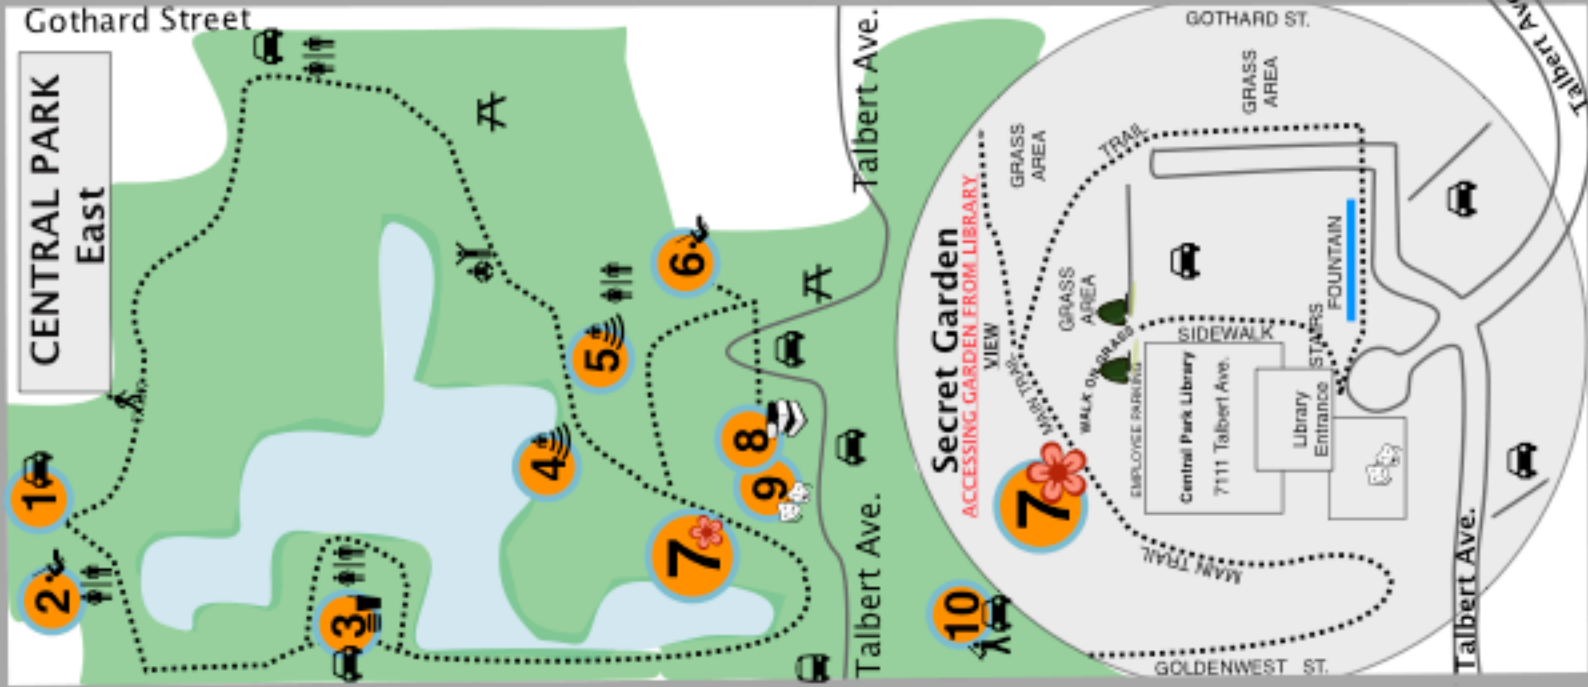 Gothard Street
CENTRAL PARK
East
1
2
3
4
5
6
7
8
9
10
Talbert Ave.
Talbert Ave.
Secret Garden
ACCESSING GARDEN FROM LIBRARY
VIEW
7
GOTHARD ST.
GRASS
AREA
GRASS
AREA
TRAIL
GRASS
AREA
MAIN TRAIL
WALK ON GRASS
EMPLOYEE PARKING
SIDEWALK
STAIRS
FOUNTAIN
Central Park Library
7111 Talbert Ave.
Library
Entrance
MAIN TRAIL
GOLDENWEST ST.
Talbert Ave.
Talbert Ave
Talbert